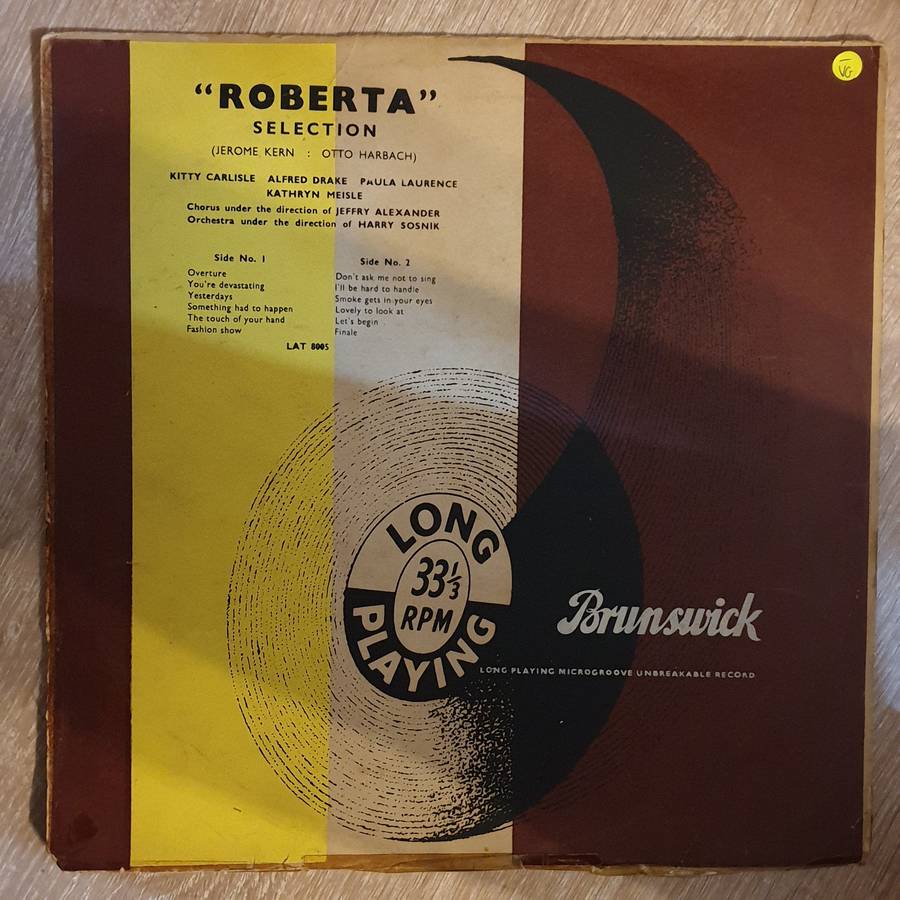 "ROBERTA"
SELECTION
(JEROME KERN : OTTO HARBACH)
KITTY CARLISLE ALFRED DRAKE PAULA LAURENCE
KATHRYN MEISLE
Chorus under the direction of JEFFRY ALEXANDER
Orchestra under the direction of HARRY SOSNIK
Side No. 1
Overture
You're devastating
Yesterdays
Something had to happen
The touch of your hand
Fashion show
Side No. 2
Don't ask me not to sing
I'll be hard to handle
Smoke gets in your eyes
Lovely to look at
Let's begin
Finale
LAT 8005
VG
LONG
33 1/3
RPM
PLAYING
Brunswick
LONG PLAYING MICROGROOVE UNBREAKABLE RECORD